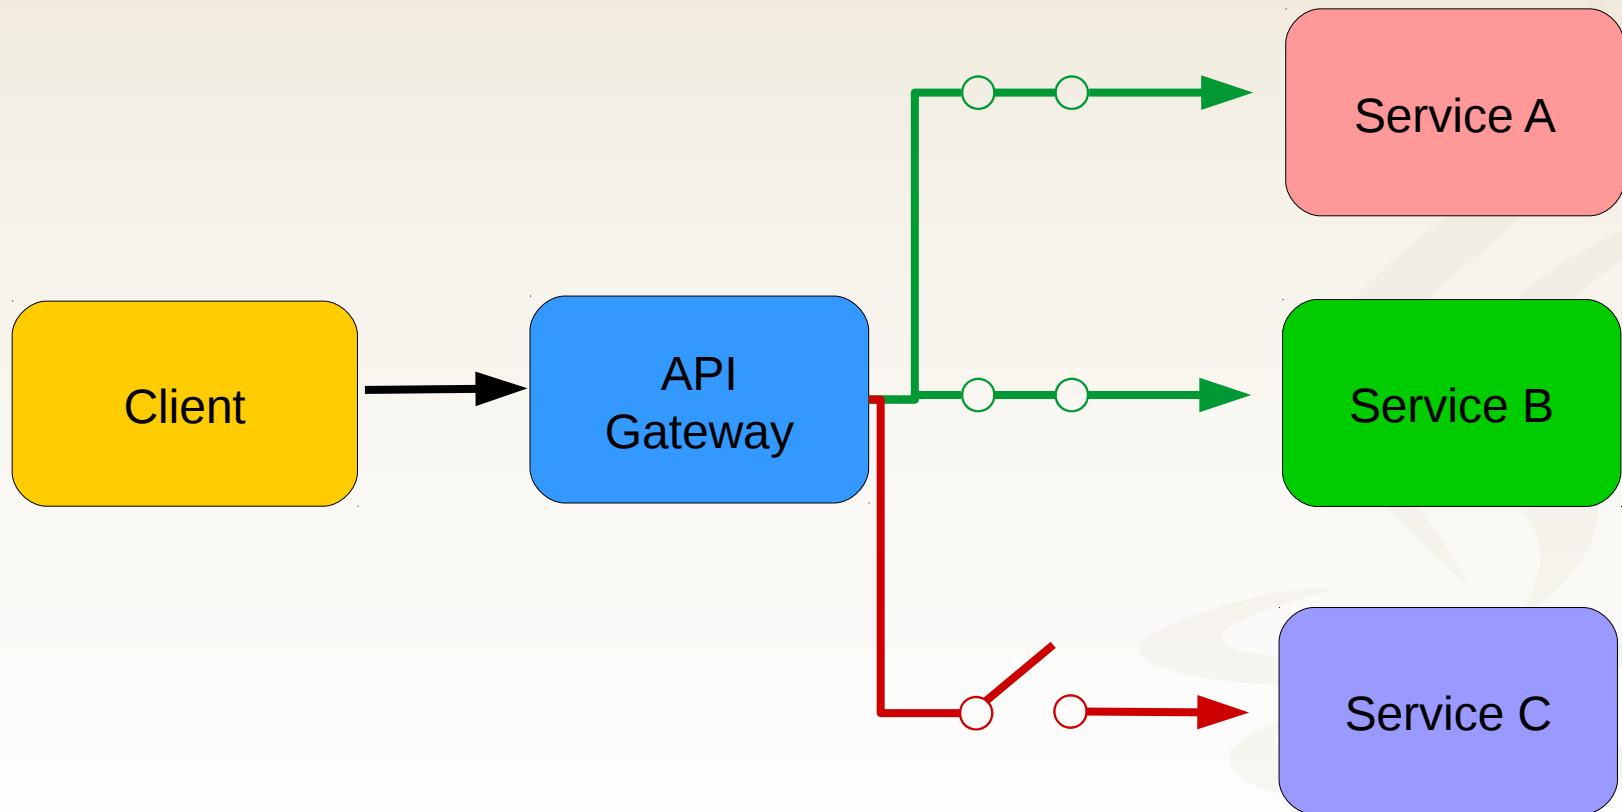 Service A
Client
API
Gateway
Service B
Service C